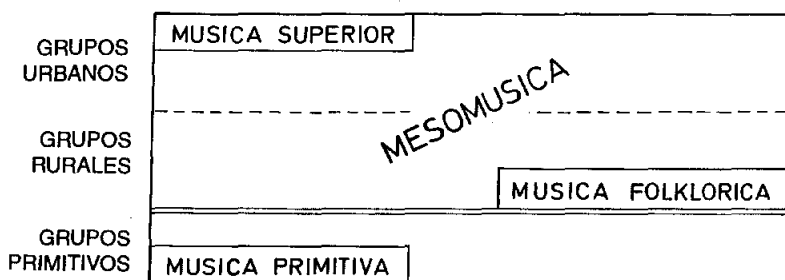 MUSICA SUPERIOR
GRUPOS
URBANOS
MESOMUSICA
GRUPOS
RURALES
MUSICA FOLKLORICA
GRUPOS
PRIMITIVOS
MUSICA PRIMITIVA